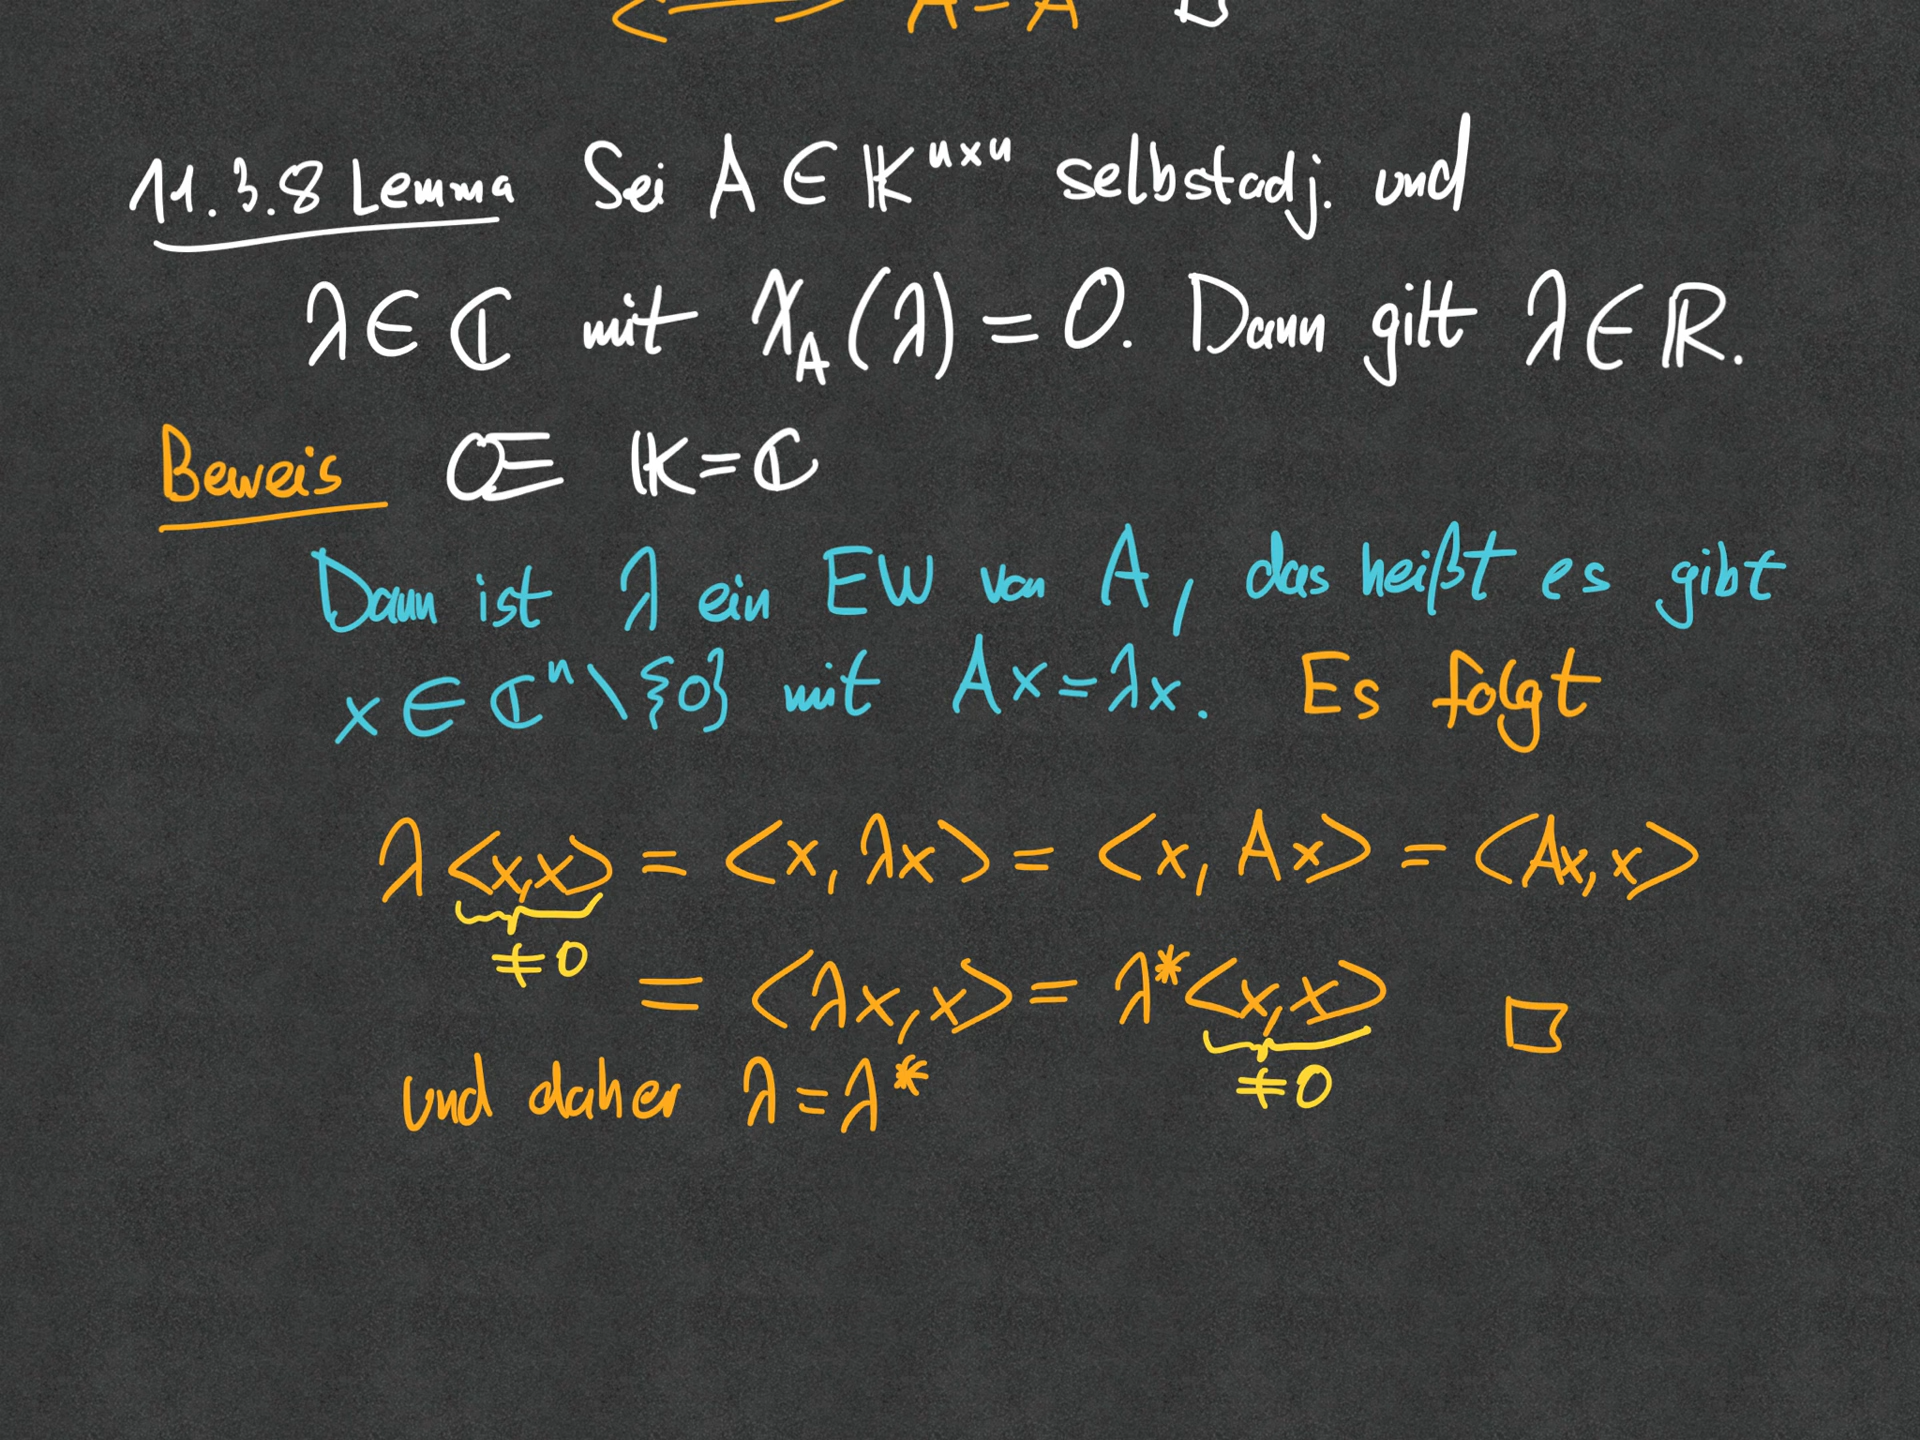 11.3.8 Lemma Sei A ∈ 𝕂ⁿˣⁿ selbstadj. und
λ ∈ ℂ mit χ_A(λ) = 0. Dann gilt λ ∈ ℝ.
Beweis OE 𝕂 = ℂ
Dann ist λ ein EW von A, das heißt es gibt
x ∈ ℂⁿ \ {0} mit Ax = λx. Es folgt
λ <x,x> = <x, λx> = <x, Ax> = <Ax, x>
≠ 0
= <λx, x> = λ* <x, x> □
≠ 0
und daher λ = λ*